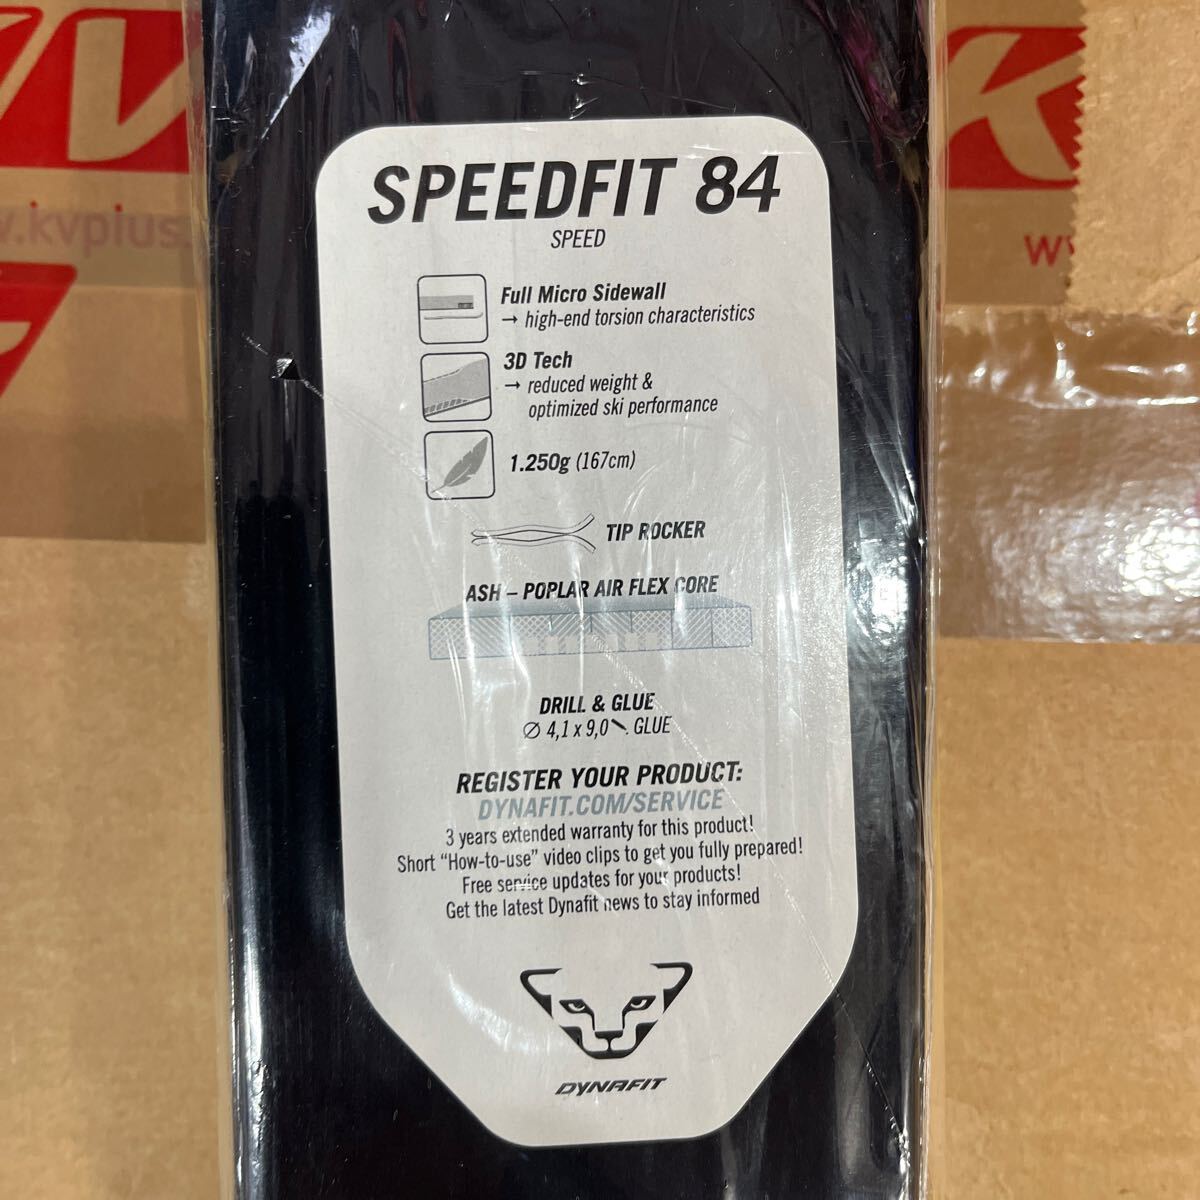 KV
K
w.kvplus.
ww
SPEEDFIT 84
SPEED
Full Micro Sidewall
→ high-end torsion characteristics
3D Tech
→ reduced weight &
optimized ski performance
1.250g (167cm)
TIP ROCKER
ASH – POPLAR AIR FLEX CORE
DRILL & GLUE
Ø 4,1 x 9,0 GLUE
REGISTER YOUR PRODUCT:
DYNAFIT.COM/SERVICE
3 years extended warranty for this product!
Short “How-to-use” video clips to get you fully prepared!
Free service updates for your products!
Get the latest Dynafit news to stay informed
DYNAFIT